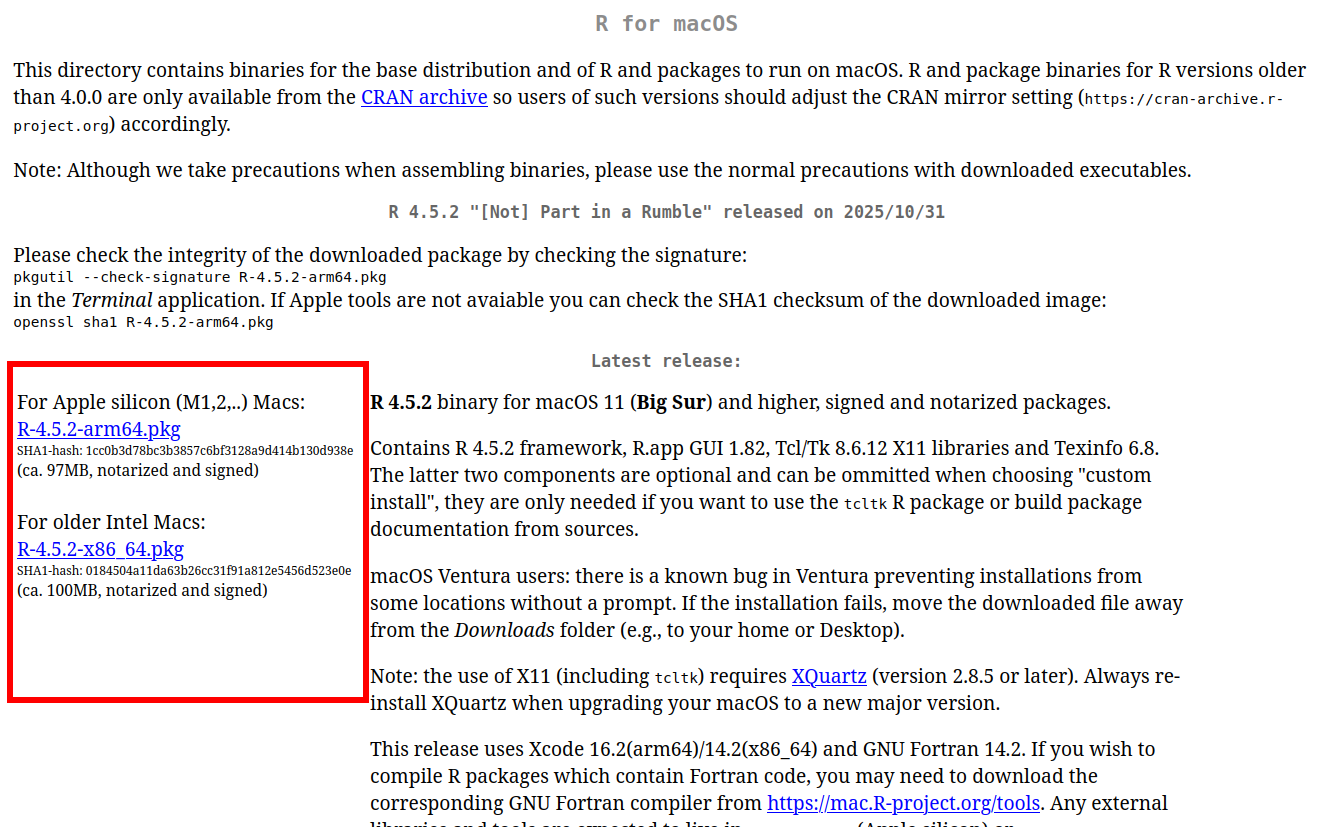 R for macOS
This directory contains binaries for the base distribution and of R and packages to run on macOS. R and package binaries for R versions older
than 4.0.0 are only available from the CRAN archive so users of such versions should adjust the CRAN mirror setting (https://cran-archive.r-
project.org) accordingly.
Note: Although we take precautions when assembling binaries, please use the normal precautions with downloaded executables.
R 4.5.2 "[Not] Part in a Rumble" released on 2025/10/31
Please check the integrity of the downloaded package by checking the signature:
pkgutil --check-signature R-4.5.2-arm64.pkg
in the Terminal application. If Apple tools are not avaiable you can check the SHA1 checksum of the downloaded image:
openssl sha1 R-4.5.2-arm64.pkg
Latest release:
For Apple silicon (M1,2,..) Macs:
R-4.5.2-arm64.pkg
SHA1-hash: 1cc0b3d78bc3b3857c6bf3128a9d414b130d938e
(ca. 97MB, notarized and signed)
For older Intel Macs:
R-4.5.2-x86_64.pkg
SHA1-hash: 0184504a11da63b26cc31f91a812e5456d523e0e
(ca. 100MB, notarized and signed)
R 4.5.2 binary for macOS 11 (Big Sur) and higher, signed and notarized packages.
Contains R 4.5.2 framework, R.app GUI 1.82, Tcl/Tk 8.6.12 X11 libraries and Texinfo 6.8.
The latter two components are optional and can be ommitted when choosing "custom
install", they are only needed if you want to use the tcltk R package or build package
documentation from sources.
macOS Ventura users: there is a known bug in Ventura preventing installations from
some locations without a prompt. If the installation fails, move the downloaded file away
from the Downloads folder (e.g., to your home or Desktop).
Note: the use of X11 (including tcltk) requires XQuartz (version 2.8.5 or later). Always re-
install XQuartz when upgrading your macOS to a new major version.
This release uses Xcode 16.2(arm64)/14.2(x86_64) and GNU Fortran 14.2. If you wish to
compile R packages which contain Fortran code, you may need to download the
corresponding GNU Fortran compiler from https://mac.R-project.org/tools. Any external